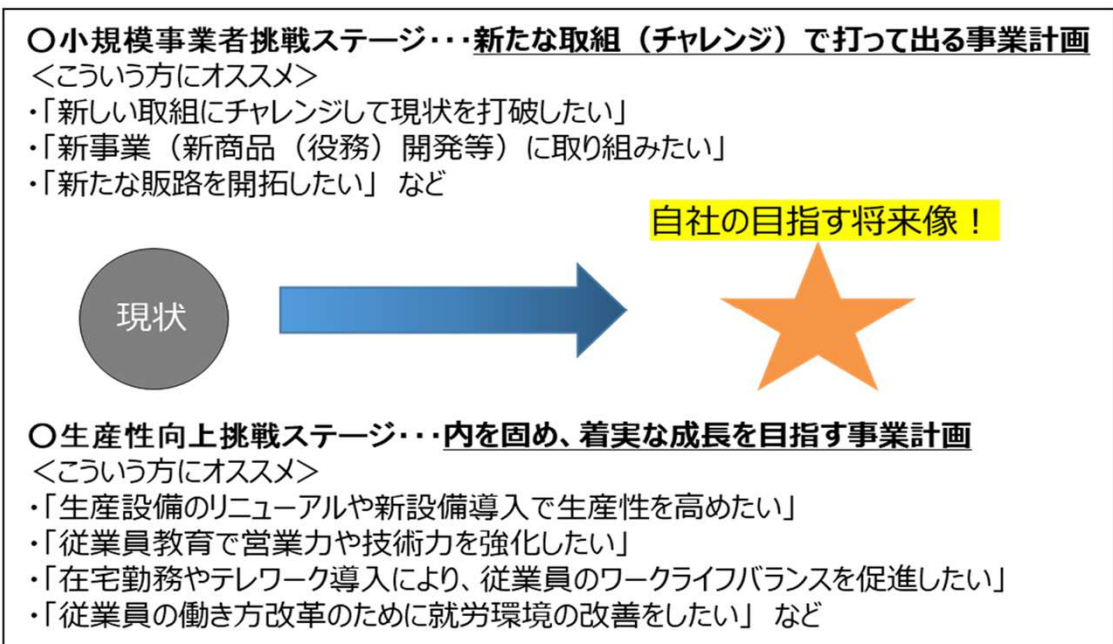 〇小規模事業者挑戦ステージ･･･新たな取組（チャレンジ）で打って出る事業計画
＜こういう方にオススメ＞
・「新しい取組にチャレンジして現状を打破したい」
・「新事業（新商品（役務）開発等）に取り組みたい」
・「新たな販路を開拓したい」 など
自社の目指す将来像！
現状
〇生産性向上挑戦ステージ･･･内を固め、着実な成長を目指す事業計画
＜こういう方にオススメ＞
・「生産設備のリニューアルや新設備導入で生産性を高めたい」
・「従業員教育で営業力や技術力を強化したい」
・「在宅勤務やテレワーク導入により、従業員のワークライフバランスを促進したい」
・「従業員の働き方改革のために就労環境の改善をしたい」 など